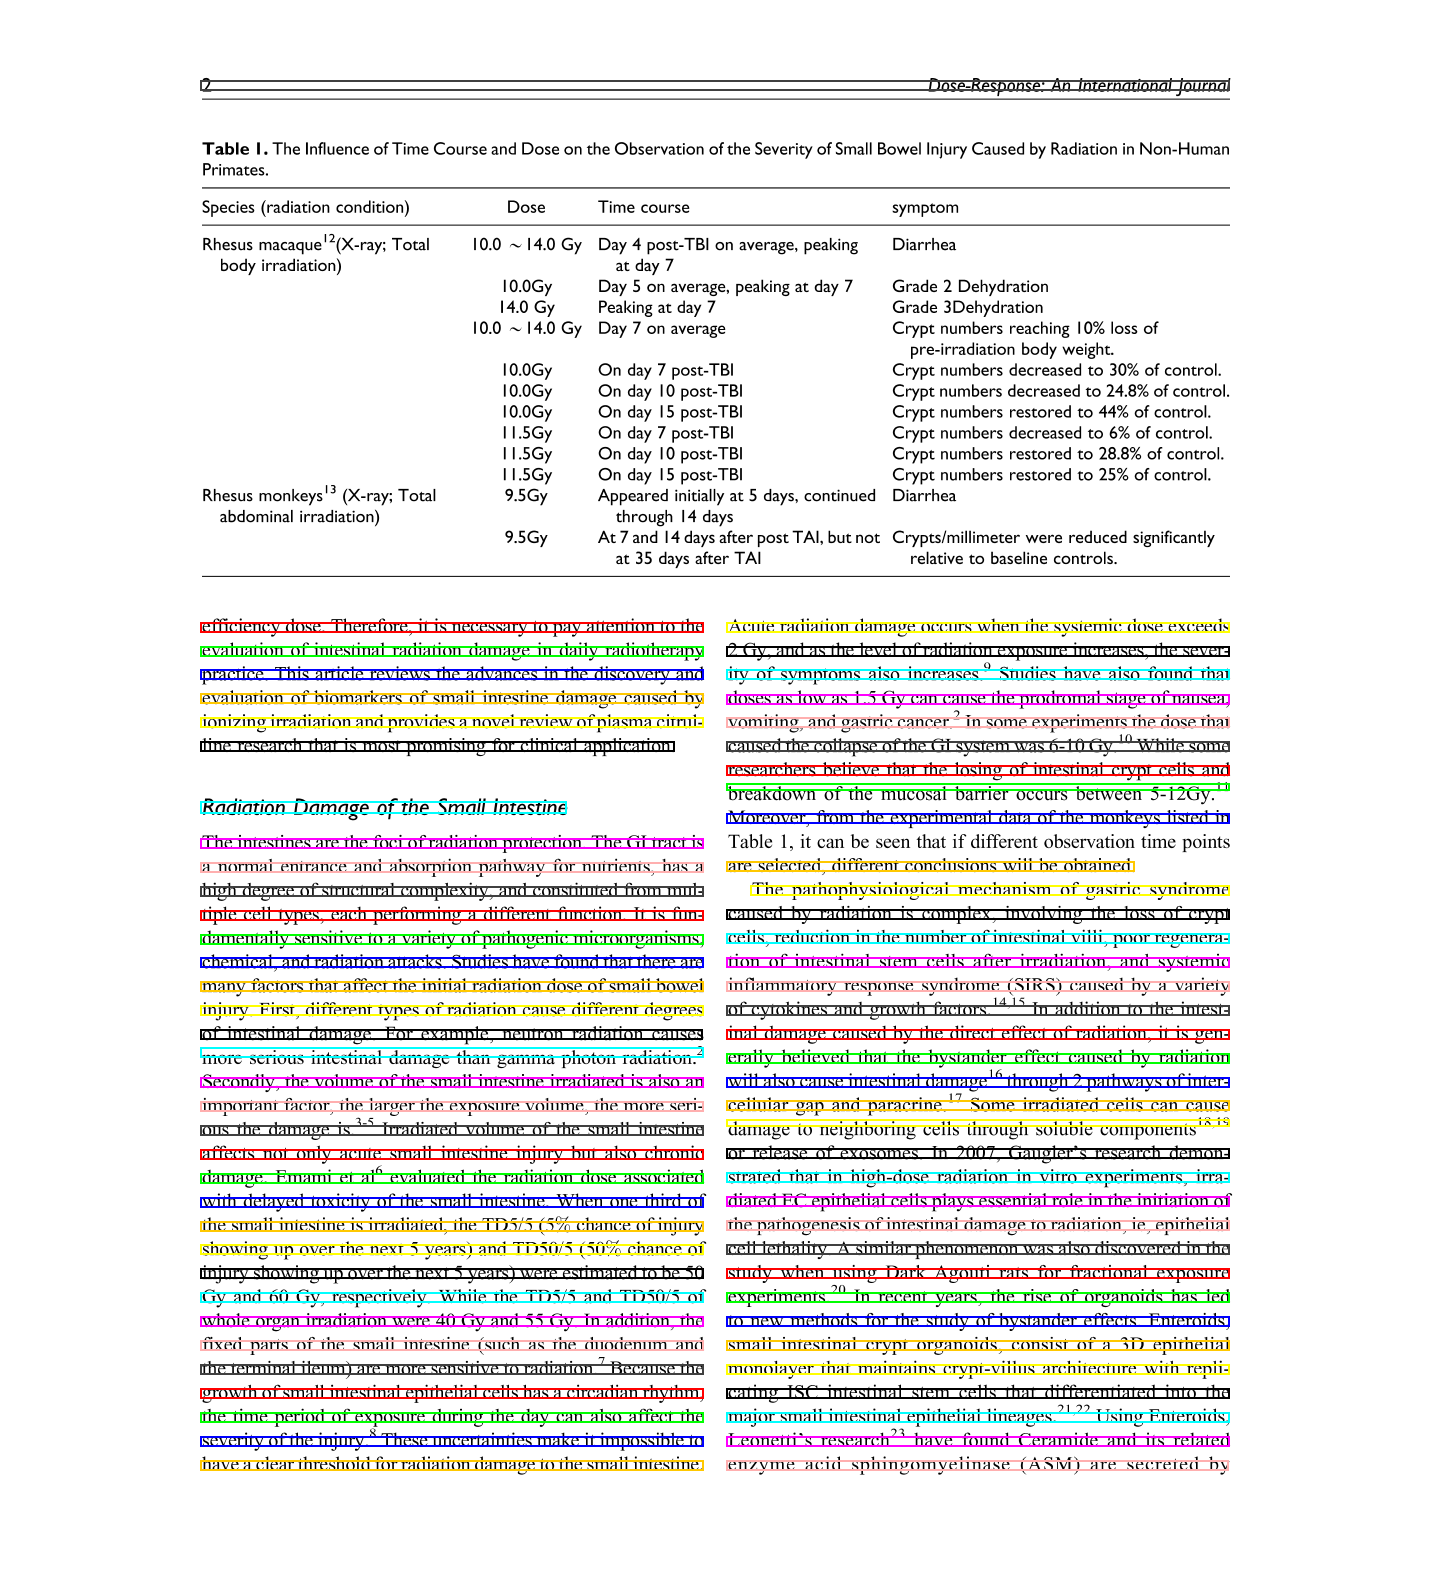 2 Dose-Response: An International Journal
Table 1. The Influence of Time Course and Dose on the Observation of the Severity of Small Bowel Injury Caused by Radiation in Non-Human
Primates.
Species (radiation condition) Dose Time course symptom
Rhesus macaque12(X-ray; Total 10.0 ~14.0 Gy Day 4 post-TBI on average, peaking Diarrhea
body irradiation) at day 7
10.0Gy Day 5 on average, peaking at day 7 Grade 2 Dehydration
14.0 Gy Peaking at day 7 Grade 3Dehydration
10.0 ~14.0 Gy Day 7 on average Crypt numbers reaching 10% loss of
pre-irradiation body weight.
10.0Gy On day 7 post-TBI Crypt numbers decreased to 30% of control.
10.0Gy On day 10 post-TBI Crypt numbers decreased to 24.8% of control.
10.0Gy On day 15 post-TBI Crypt numbers restored to 44% of control.
11.5Gy On day 7 post-TBI Crypt numbers decreased to 6% of control.
11.5Gy On day 10 post-TBI Crypt numbers restored to 28.8% of control.
11.5Gy On day 15 post-TBI Crypt numbers restored to 25% of control.
Rhesus monkeys13 (X-ray; Total 9.5Gy Appeared initially at 5 days, continued Diarrhea
abdominal irradiation) through 14 days
9.5Gy At 7 and 14 days after post TAI, but not Crypts/millimeter were reduced significantly
at 35 days after TAI relative to baseline controls.
efficiency dose. Therefore, it is necessary to pay attention to the
evaluation of intestinal radiation damage in daily radiotherapy
practice. This article reviews the advances in the discovery and
evaluation of biomarkers of small intestine damage caused by
ionizing irradiation and provides a novel review of plasma citrul-
line research that is most promising for clinical application.
Radiation Damage of the Small Intestine
The intestines are the foci of radiation protection. The GI tract is
a normal entrance and absorption pathway for nutrients, has a
high degree of structural complexity, and constituted from mul-
tiple cell types, each performing a different function. It is fun-
damentally sensitive to a variety of pathogenic microorganisms,
chemical, and radiation attacks. Studies have found that there are
many factors that affect the initial radiation dose of small bowel
injury. First, different types of radiation cause different degrees
of intestinal damage. For example, neutron radiation causes
more serious intestinal damage than gamma photon radiation.2
Secondly, the volume of the small intestine irradiated is also an
important factor, the larger the exposure volume, the more seri-
ous the damage is.3-5 Irradiated volume of the small intestine
affects not only acute small intestine injury but also chronic
damage. Emami et al6 evaluated the radiation dose associated
with delayed toxicity of the small intestine. When one third of
the small intestine is irradiated, the TD5/5 (5% chance of injury
showing up over the next 5 years) and TD50/5 (50% chance of
injury showing up over the next 5 years) were estimated to be 50
Gy and 60 Gy, respectively. While the TD5/5 and TD50/5 of
whole organ irradiation were 40 Gy and 55 Gy. In addition, the
fixed parts of the small intestine (such as the duodenum and
the terminal ileum) are more sensitive to radiation.7 Because the
growth of small intestinal epithelial cells has a circadian rhythm,
the time period of exposure during the day can also affect the
severity of the injury.8 These uncertainties make it impossible to
have a clear threshold for radiation damage to the small intestine.
Acute radiation damage occurs when the systemic dose exceeds
2 Gy, and as the level of radiation exposure increases, the sever-
ity of symptoms also increases.9 Studies have also found that
doses as low as 1.5 Gy can cause the prodromal stage of nausea,
vomiting, and gastric cancer.2 In some experiments the dose that
caused the collapse of the GI system was 6-10 Gy.10 While some
researchers believe that the losing of intestinal crypt cells and
breakdown of the mucosal barrier occurs between 5-12Gy.11
Moreover, from the experimental data of the monkeys listed in
Table 1, it can be seen that if different observation time points
are selected, different conclusions will be obtained.
The pathophysiological mechanism of gastric syndrome
caused by radiation is complex, involving the loss of crypt
cells, reduction in the number of intestinal villi, poor regenera-
tion of intestinal stem cells after irradiation, and systemic
inflammatory response syndrome (SIRS) caused by a variety
of cytokines and growth factors.14,15 In addition to the intest-
inal damage caused by the direct effect of radiation, it is gen-
erally believed that the bystander effect caused by radiation
will also cause intestinal damage16 through 2 pathways of inter-
cellular gap and paracrine.17 Some irradiated cells can cause
damage to neighboring cells through soluble components18,19
or release of exosomes. In 2007, Gaugler's research demon-
strated that in high-dose radiation in vitro experiments, irra-
diated EC epithelial cells plays essential role in the initiation of
the pathogenesis of intestinal damage to radiation, ie, epithelial
cell lethality. A similar phenomenon was also discovered in the
study when using Dark Agouti rats for fractional exposure
experiments.20 In recent years, the rise of organoids has led
to new methods for the study of bystander effects. Enteroids,
small intestinal crypt organoids, consist of a 3D epithelial
monolayer that maintains crypt-villus architecture with repli-
cating ISC intestinal stem cells that differentiated into the
major small intestinal epithelial lineages.21,22 Using Enteroids,
Leonetti's research23 have found Ceramide and its related
enzyme acid sphingomyelinase (ASM) are secreted by